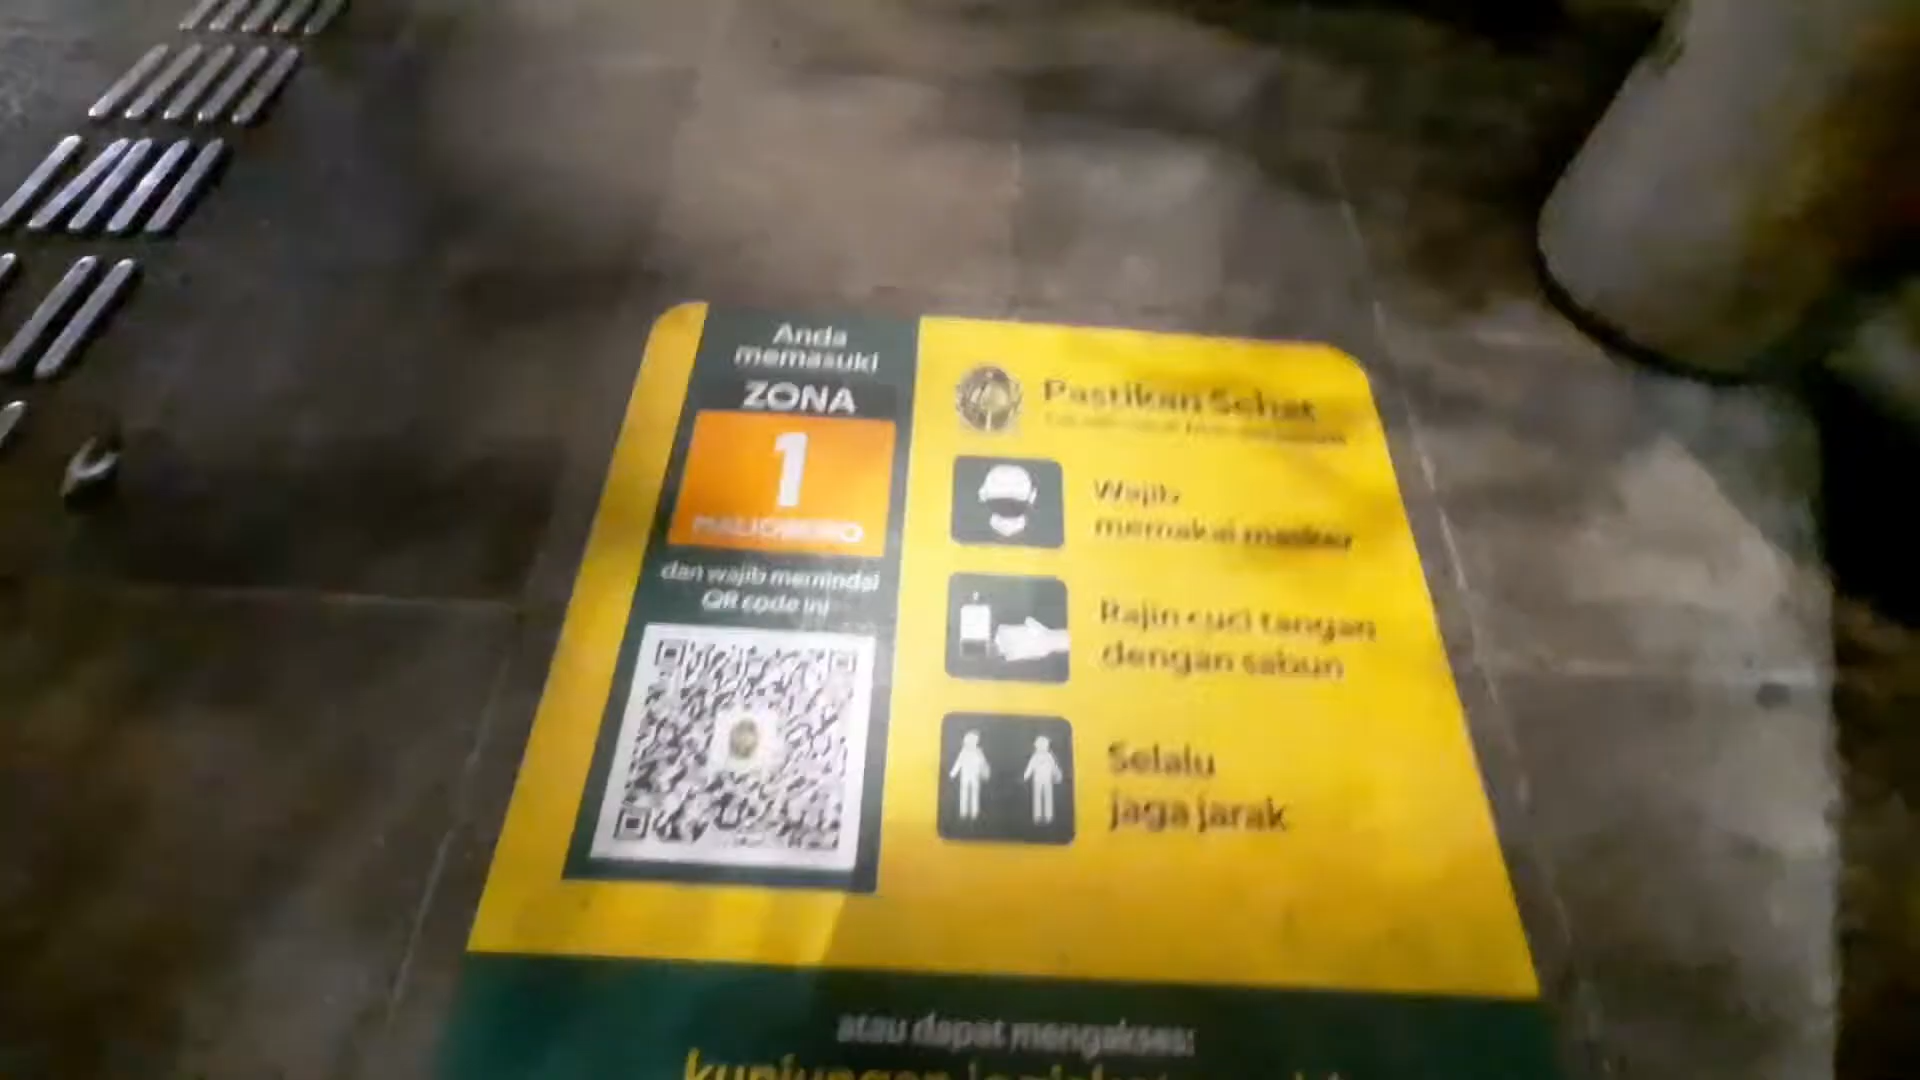 Anda
memasuki
ZONA
1
MALIOBORO
dan wajib memindai
QR code ini
Pastikan Sehat
Wajib
memakai masker
Rajin cuci tangan
dengan sabun
Selalu
jaga jarak
atau dapat mengakses: